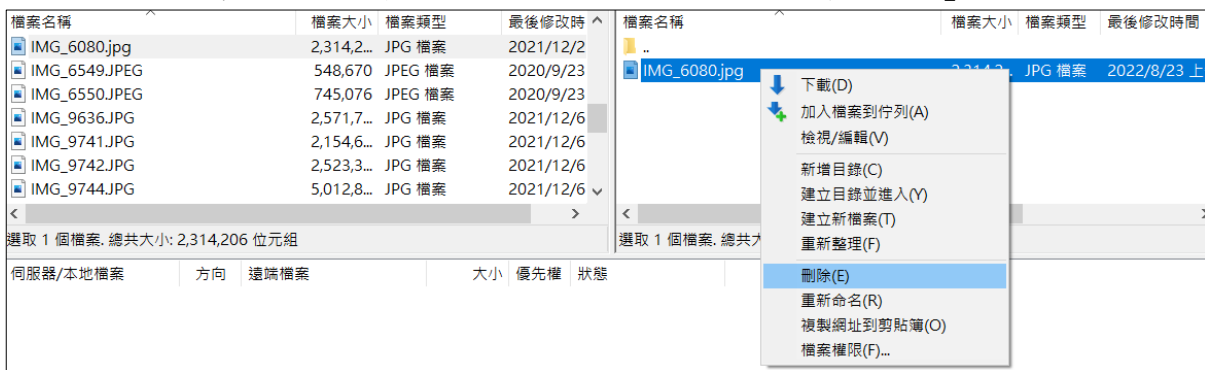 檔案名稱 檔案大小 檔案類型 最後修改時
IMG_6080.jpg 2,314,2... JPG 檔案 2021/12/2
IMG_6549.JPEG 548,670 JPEG 檔案 2020/9/23
IMG_6550.JPEG 745,076 JPEG 檔案 2020/9/23
IMG_9636.JPG 2,571,7... JPG 檔案 2021/12/6
IMG_9741.JPG 2,154,6... JPG 檔案 2021/12/6
IMG_9742.JPG 2,523,3... JPG 檔案 2021/12/6
IMG_9744.JPG 5,012,8... JPG 檔案 2021/12/6
選取 1 個檔案. 總共大小: 2,314,206 位元組
檔案名稱 檔案大小 檔案類型 最後修改時間
..
IMG_6080.jpg JPG 檔案 2022/8/23 上
選取 1 個檔案. 總共
下載(D)
加入檔案到佇列(A)
檢視/編輯(V)
新增目錄(C)
建立目錄並進入(Y)
建立新檔案(T)
重新整理(F)
刪除(E)
重新命名(R)
複製網址到剪貼簿(O)
檔案權限(F)...
伺服器/本地檔案 方向 遠端檔案 大小 優先權 狀態